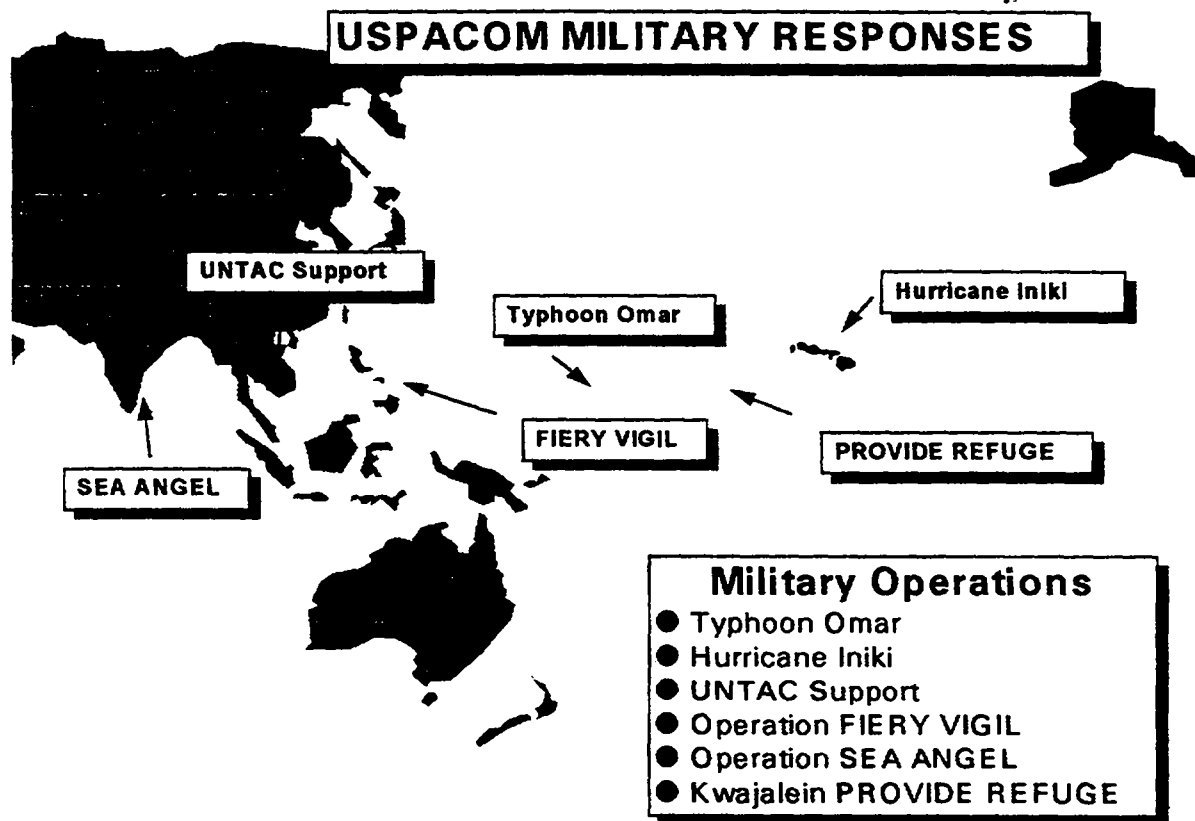 USPACOM MILITARY RESPONSES
UNTAC Support
Typhoon Omar
Hurricane Iniki
FIERY VIGIL
PROVIDE REFUGE
SEA ANGEL
Military Operations
● Typhoon Omar
● Hurricane Iniki
● UNTAC Support
● Operation FIERY VIGIL
● Operation SEA ANGEL
● Kwajalein PROVIDE REFUGE